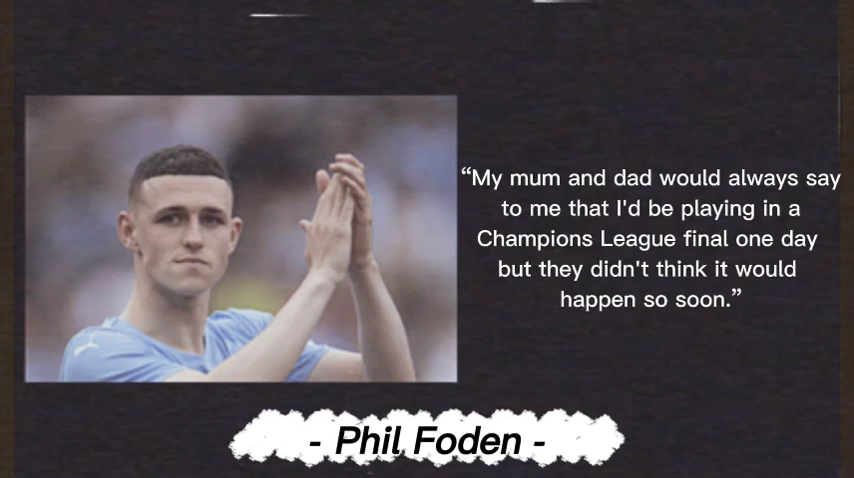 “My mum and dad would always say
to me that I'd be playing in a
Champions League final one day
but they didn't think it would
happen so soon.”
- Phil Foden -